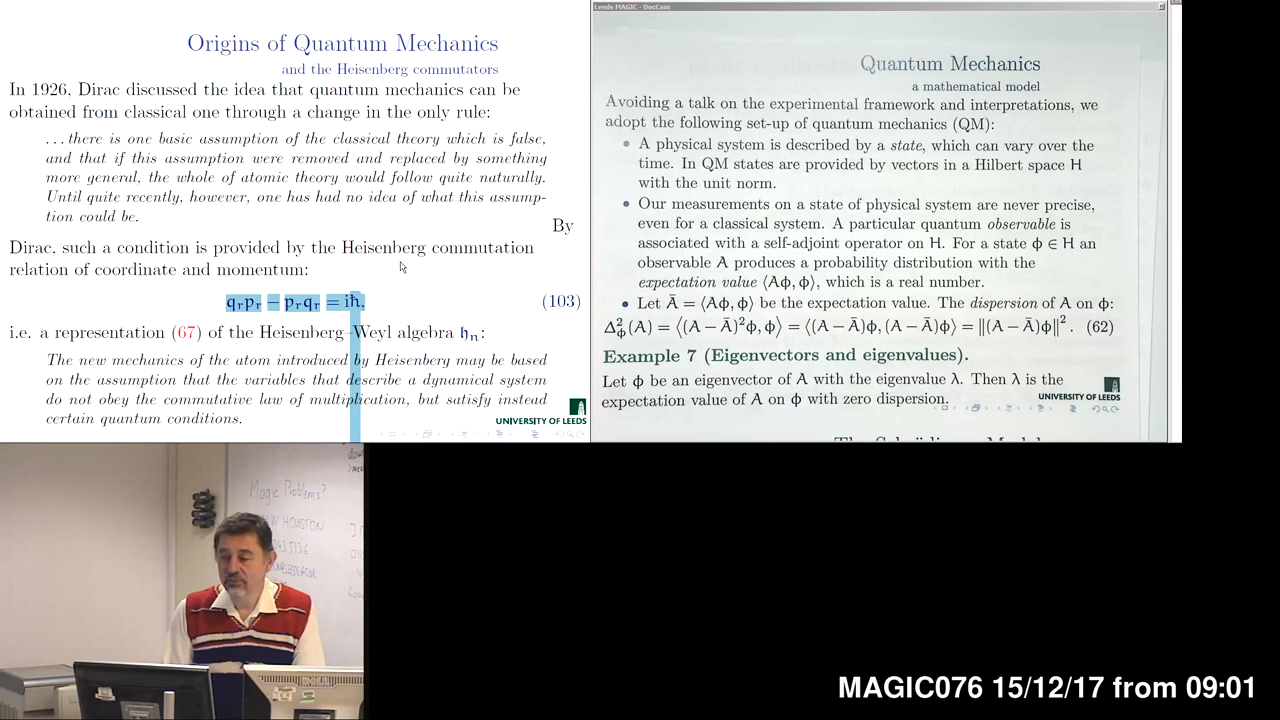 Origins of Quantum Mechanics
and the Heisenberg commutators
In 1926, Dirac discussed the idea that quantum mechanics can be
obtained from classical one through a change in the only rule:
...there is one basic assumption of the classical theory which is false,
and that if this assumption were removed and replaced by something
more general, the whole of atomic theory would follow quite naturally.
Until quite recently, however, one has had no idea of what this assump-
tion could be.
By
Dirac, such a condition is provided by the Heisenberg commutation
relation of coordinate and momentum:
qᵣpᵣ − pᵣqᵣ = iħ. (103)
i.e. a representation (67) of the Heisenberg–Weyl algebra 𝔥ₙ:
The new mechanics of the atom introduced by Heisenberg may be based
on the assumption that the variables that describe a dynamical system
do not obey the commutative law of multiplication, but satisfy instead
certain quantum conditions.
UNIVERSITY OF LEEDS
Leeds MAGIC - DocCam
Quantum Mechanics
a mathematical model
Avoiding a talk on the experimental framework and interpretations, we
adopt the following set-up of quantum mechanics (QM):
• A physical system is described by a state, which can vary over the
time. In QM states are provided by vectors in a Hilbert space H
with the unit norm.
• Our measurements on a state of physical system are never precise,
even for a classical system. A particular quantum observable is
associated with a self-adjoint operator on H. For a state ϕ ∈ H an
observable A produces a probability distribution with the
expectation value ⟨Aϕ, ϕ⟩, which is a real number.
• Let Ā = ⟨Aϕ, ϕ⟩ be the expectation value. The dispersion of A on ϕ:
Δ²ϕ(A) = ⟨(A − Ā)²ϕ, ϕ⟩ = ⟨(A − Ā)ϕ, (A − Ā)ϕ⟩ = ‖(A − Ā)ϕ‖². (62)
Example 7 (Eigenvectors and eigenvalues).
Let ϕ be an eigenvector of A with the eigenvalue λ. Then λ is the
expectation value of A on ϕ with zero dispersion.
UNIVERSITY OF LEEDS
Magic Problems?
HOUSTON
MAGIC076 15/12/17 from 09:01